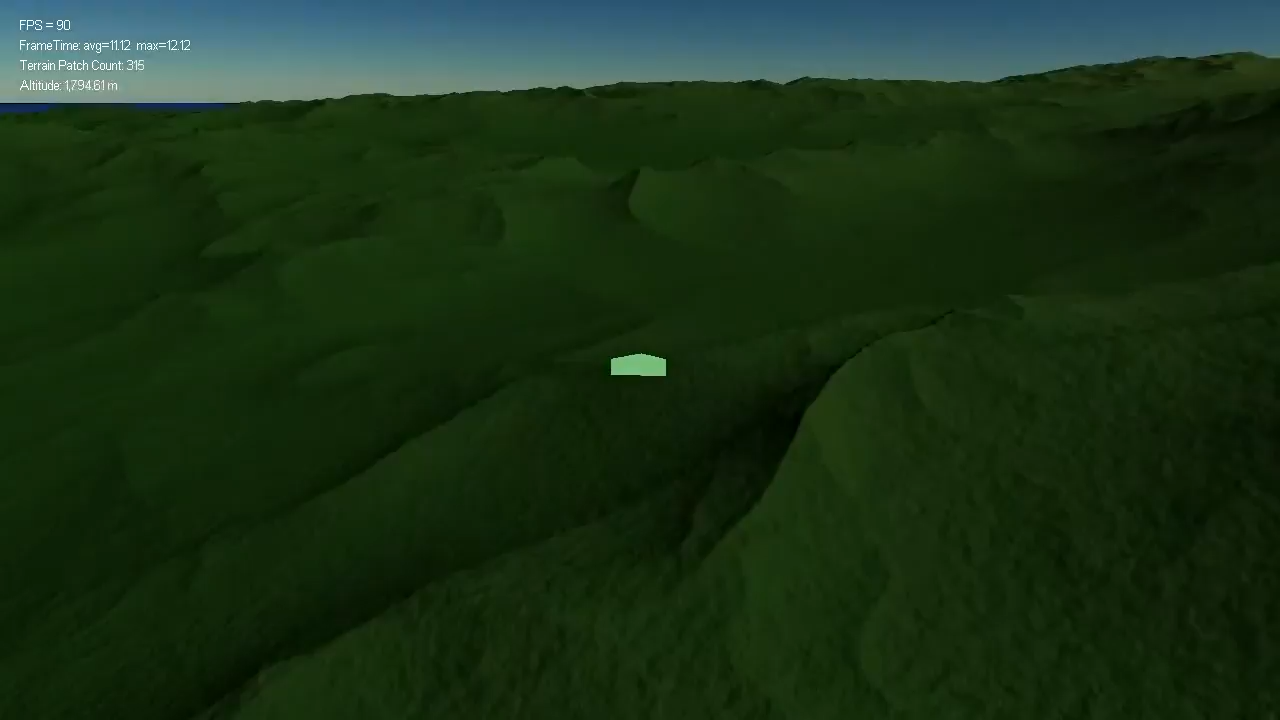 FPS = 90
FrameTime: avg=11.12 max=12.12
Terrain Patch Count: 315
Altitude: 1,794.61 m